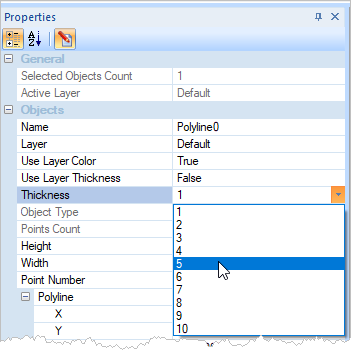 Properties
General
Selected Objects Count 1
Active Layer Default
Objects
Name Polyline0
Layer Default
Use Layer Color True
Use Layer Thickness False
Thickness 1
Object Type
Points Count
Height
Width
Point Number
Polyline
X
Y
1
2
3
4
5
6
7
8
9
10